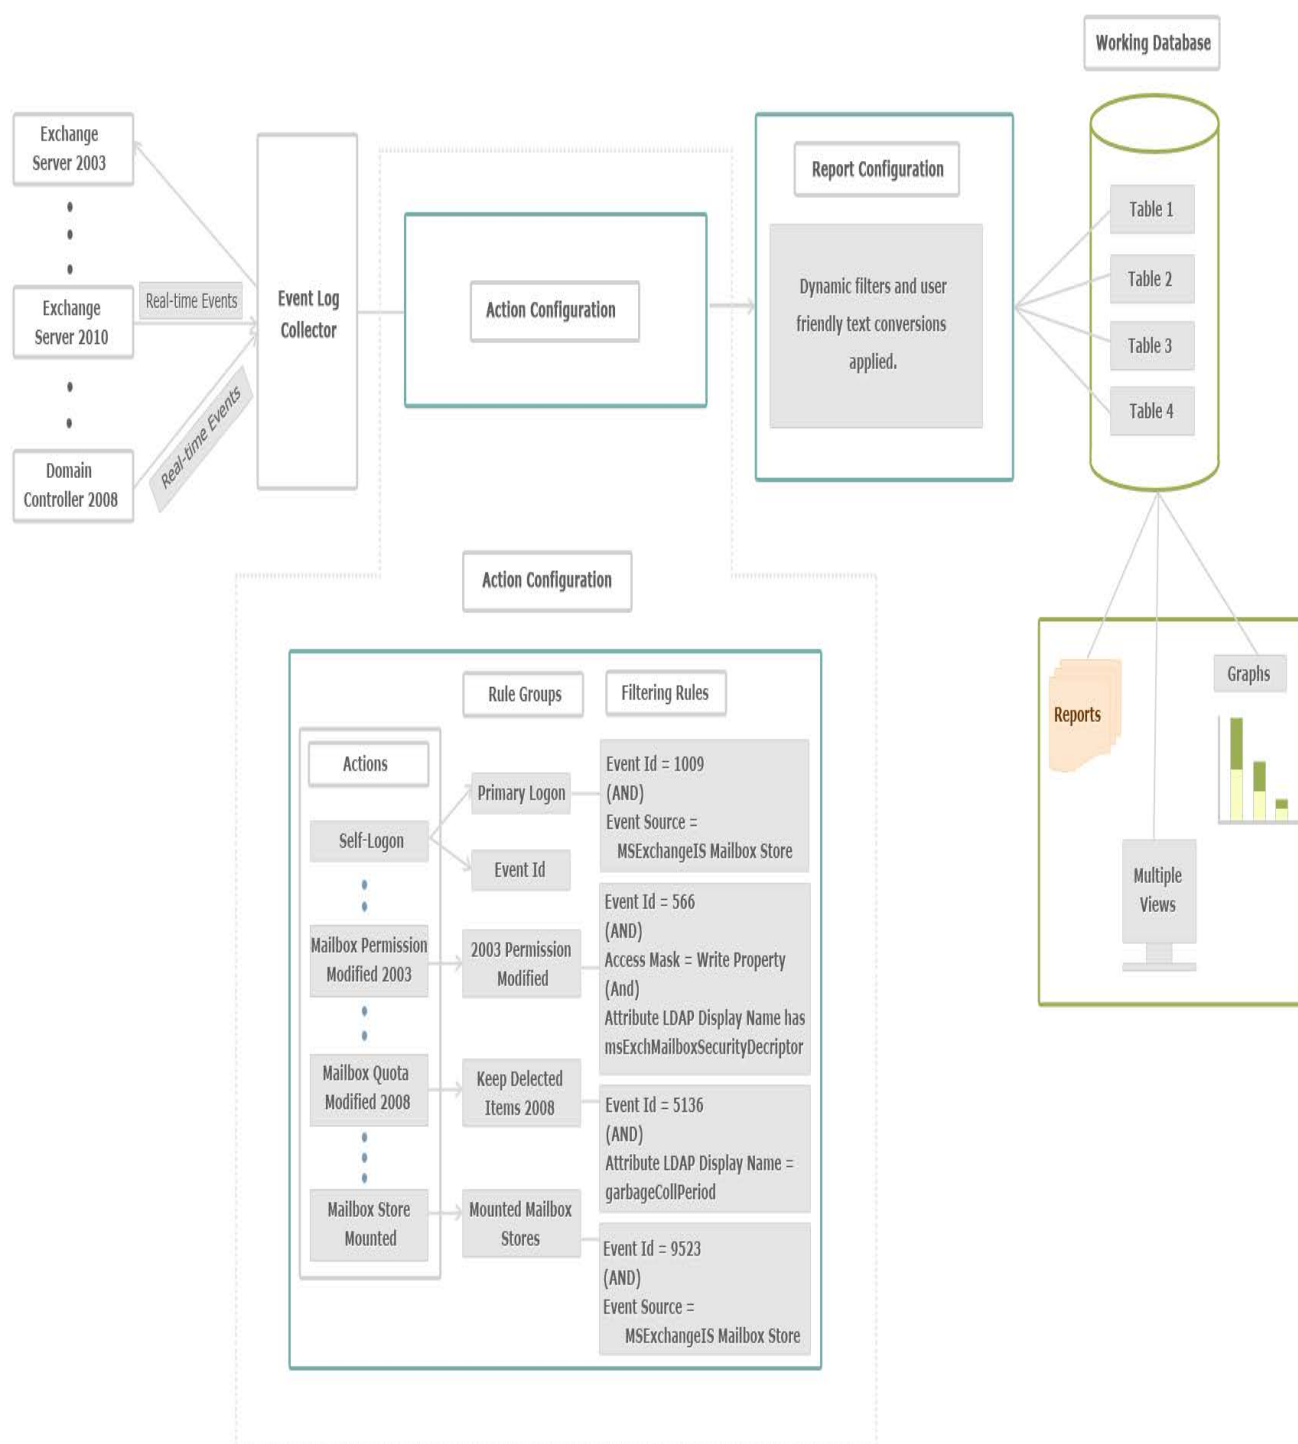 Working Database
Exchange
Server 2003
Exchange
Server 2010
Domain
Controller 2008
Real-time Events
Real-time Events
Event Log
Collector
Action Configuration
Report Configuration
Dynamic filters and user
friendly text conversions
applied.
Table 1
Table 2
Table 3
Table 4
Reports
Graphs
Multiple
Views
Action Configuration
Rule Groups
Filtering Rules
Actions
Self-Logon
Primary Logon
Event Id
Event Id = 1009
(AND)
Event Source =
MSExchangeIS Mailbox Store
Mailbox Permission
Modified 2003
2003 Permission
Modified
Event Id = 566
(AND)
Access Mask = Write Property
(And)
Attribute LDAP Display Name has
msExchMailboxSecurityDecriptor
Mailbox Quota
Modified 2008
Keep Delected
Items 2008
Event Id = 5136
(AND)
Attribute LDAP Display Name =
garbageCollPeriod
Mailbox Store
Mounted
Mounted Mailbox
Stores
Event Id = 9523
(AND)
Event Source =
MSExchangeIS Mailbox Store